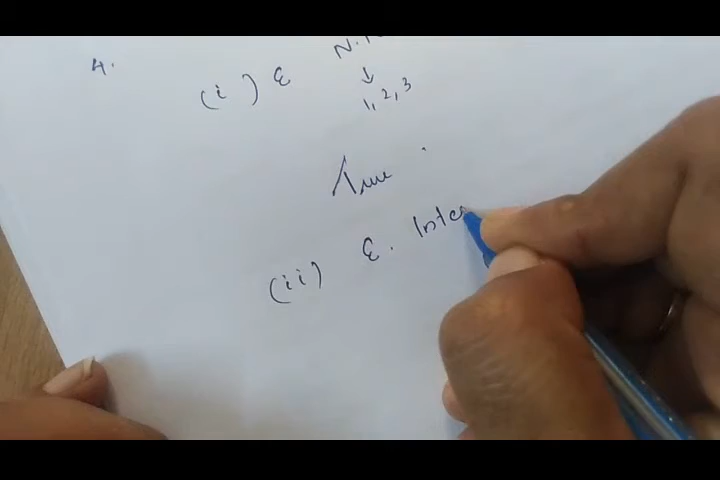 4.
(i) ε N.
↓
1, 2, 3
True.
(ii) ε. Inte